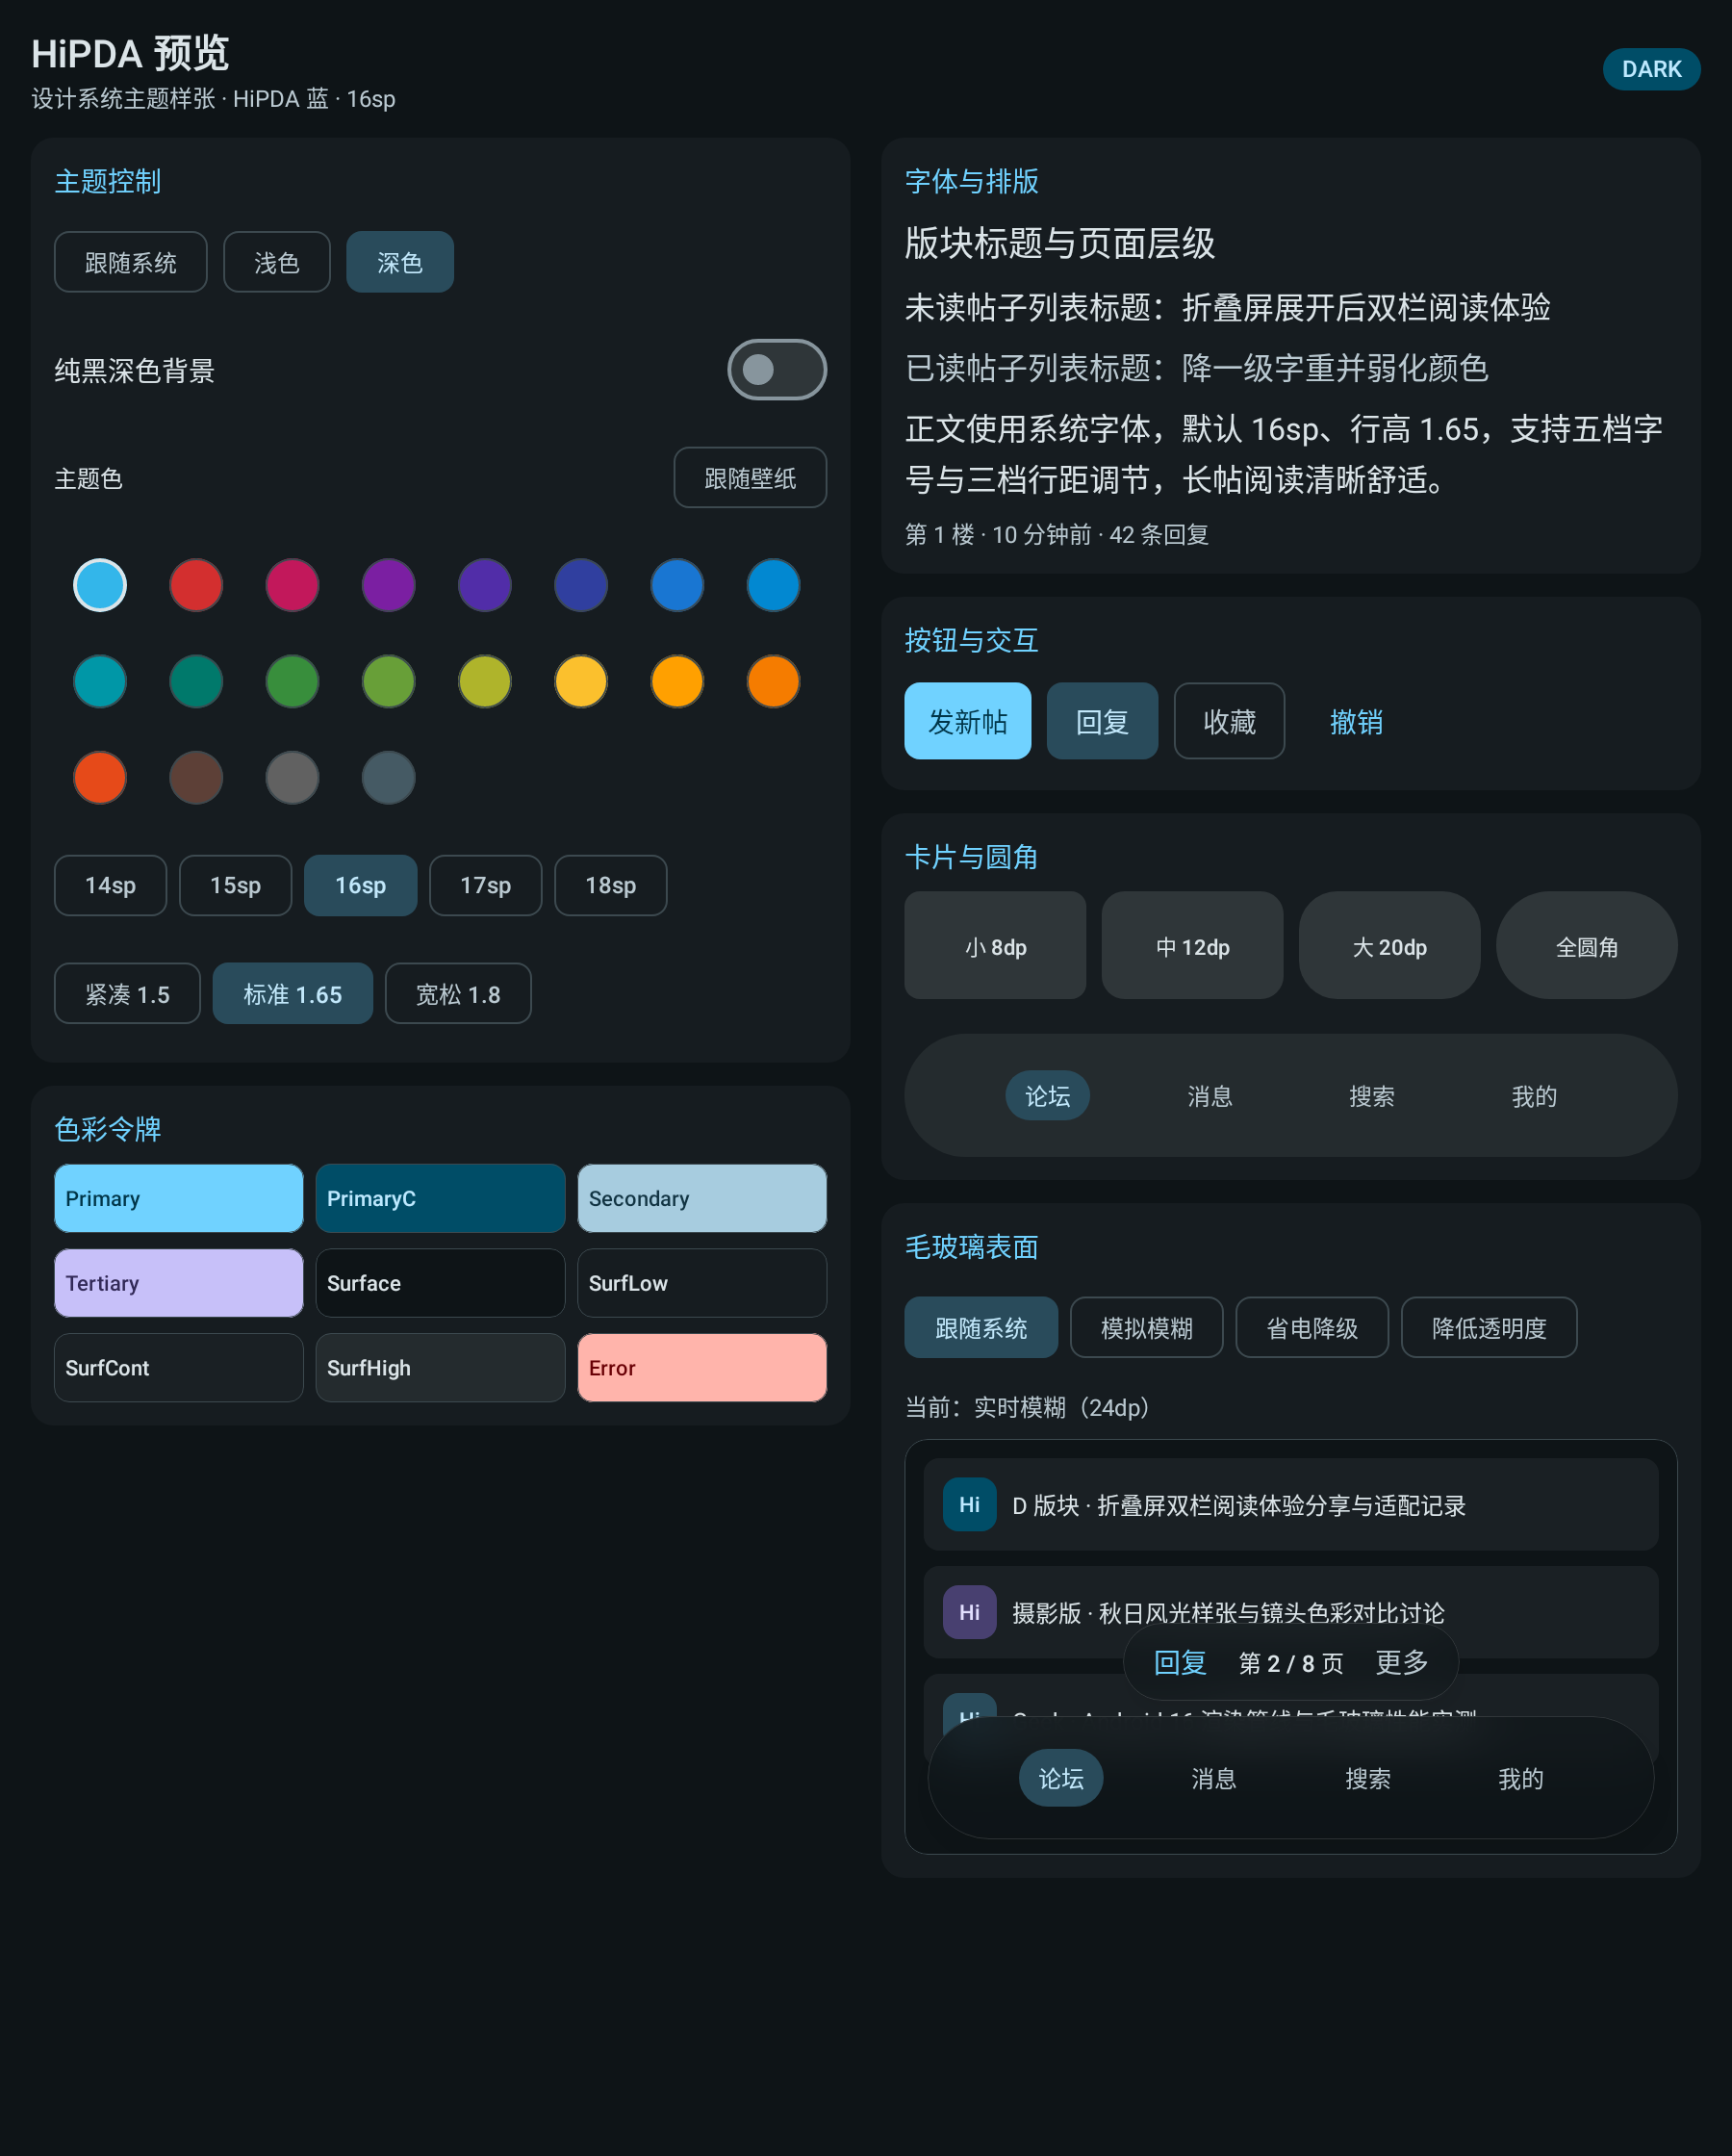 HiPDA 预览
设计系统主题样张 · HiPDA 蓝 · 16sp
DARK
主题控制
跟随系统
浅色
深色
纯黑深色背景
主题色
跟随壁纸
14sp
15sp
16sp
17sp
18sp
紧凑 1.5
标准 1.65
宽松 1.8
色彩令牌
Primary
PrimaryC
Secondary
Tertiary
Surface
SurfLow
SurfCont
SurfHigh
Error
字体与排版
版块标题与页面层级
未读帖子列表标题：折叠屏展开后双栏阅读体验
已读帖子列表标题：降一级字重并弱化颜色
正文使用系统字体，默认 16sp、行高 1.65，支持五档字
号与三档行距调节，长帖阅读清晰舒适。
第 1 楼 · 10 分钟前 · 42 条回复
按钮与交互
发新帖
回复
收藏
撤销
卡片与圆角
小 8dp
中 12dp
大 20dp
全圆角
论坛
消息
搜索
我的
毛玻璃表面
跟随系统
模拟模糊
省电降级
降低透明度
当前：实时模糊（24dp）
Hi
D 版块 · 折叠屏双栏阅读体验分享与适配记录
Hi
摄影版 · 秋日风光样张与镜头色彩对比讨论
回复
第 2 / 8 页
更多
Hi
论坛
消息
搜索
我的